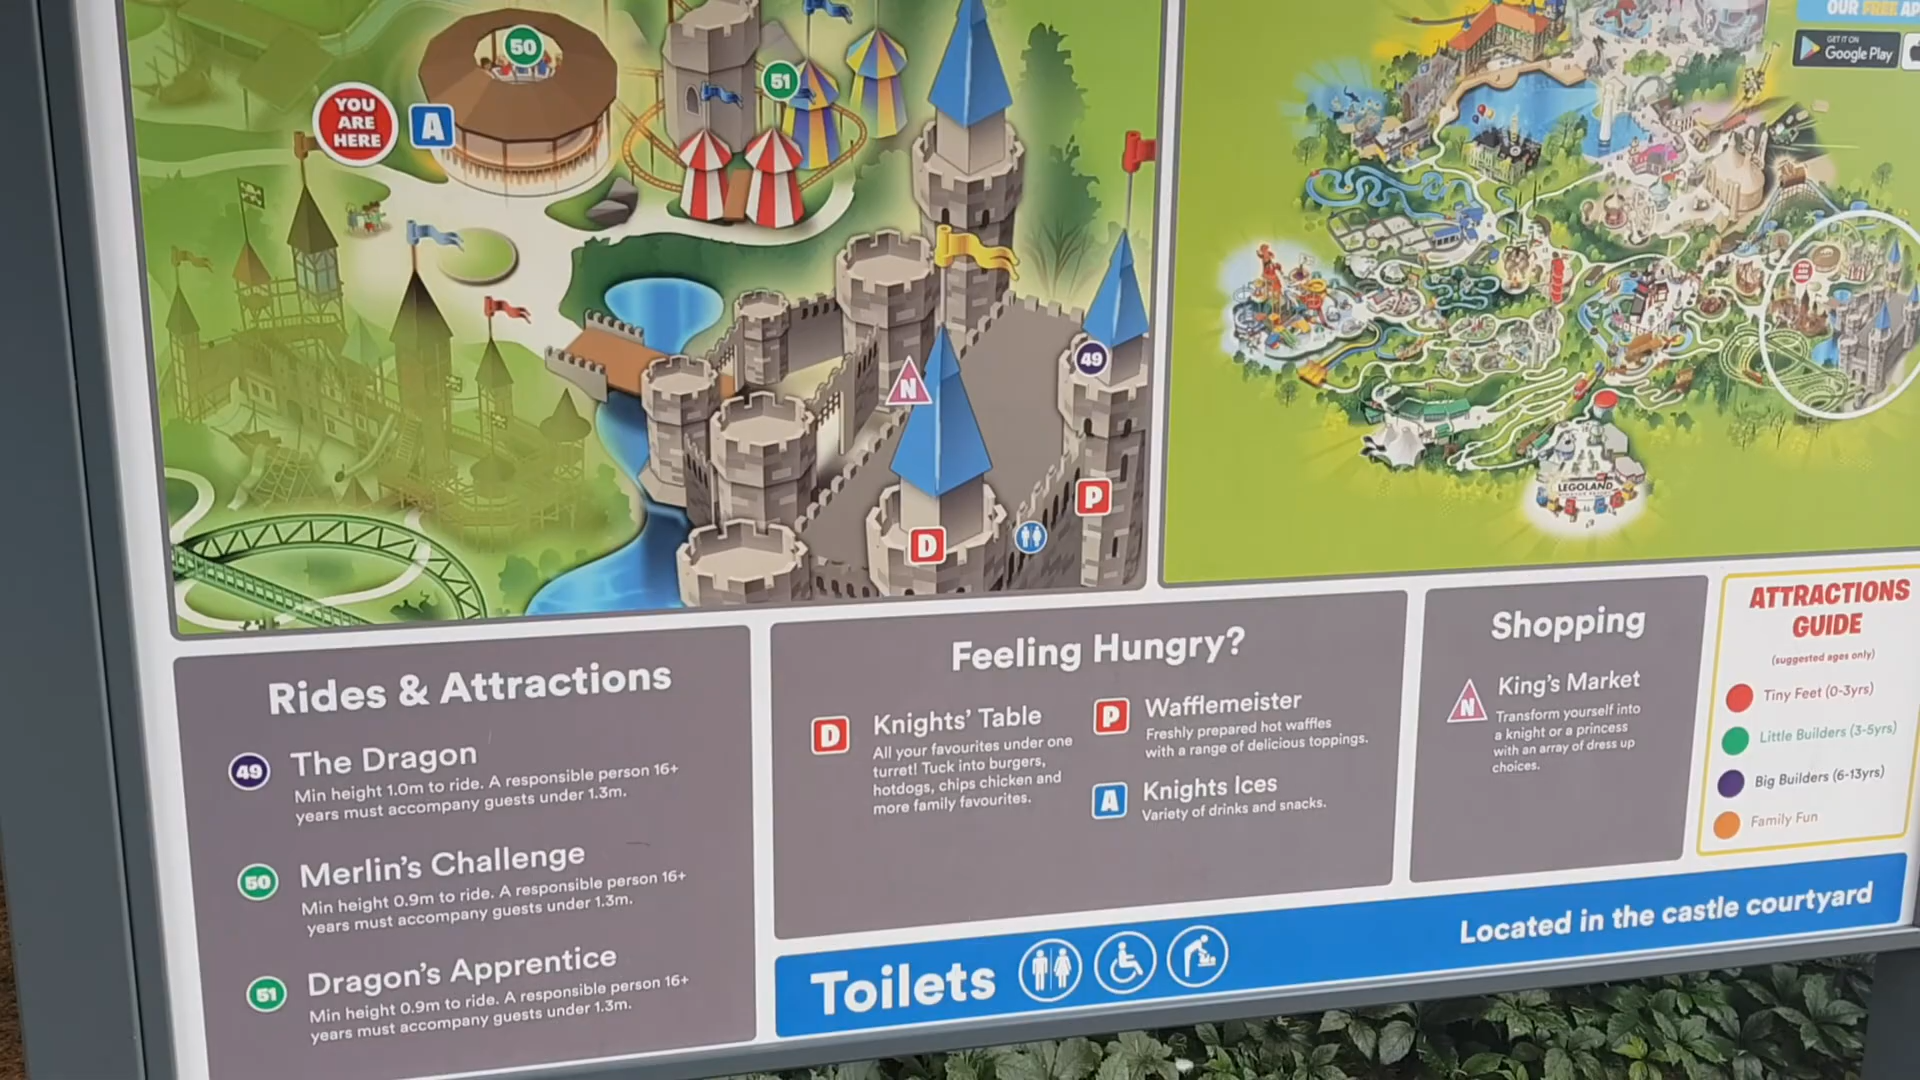 50
51
YOU
ARE
HERE
A
OUR FREE AP
GET IT ON
Google Play
49
N
P
D
LEGOLAND
Rides & Attractions
49 The Dragon
Min height 1.0m to ride. A responsible person 16+
years must accompany guests under 1.3m.
50 Merlin's Challenge
Min height 0.9m to ride. A responsible person 16+
years must accompany guests under 1.3m.
51 Dragon's Apprentice
Min height 0.9m to ride. A responsible person 16+
years must accompany guests under 1.3m.
Feeling Hungry?
D Knights' Table
All your favourites under one
turret! Tuck into burgers,
hotdogs, chips chicken and
more family favourites.
P Wafflemeister
Freshly prepared hot waffles
with a range of delicious toppings.
A Knights Ices
Variety of drinks and snacks.
Shopping
N King's Market
Transform yourself into
a knight or a princess
with an array of dress up
choices.
ATTRACTIONS
GUIDE
(suggested ages only)
Tiny Feet (0-3yrs)
Little Builders (3-5yrs)
Big Builders (6-13yrs)
Family Fun
Toilets
Located in the castle courtyard